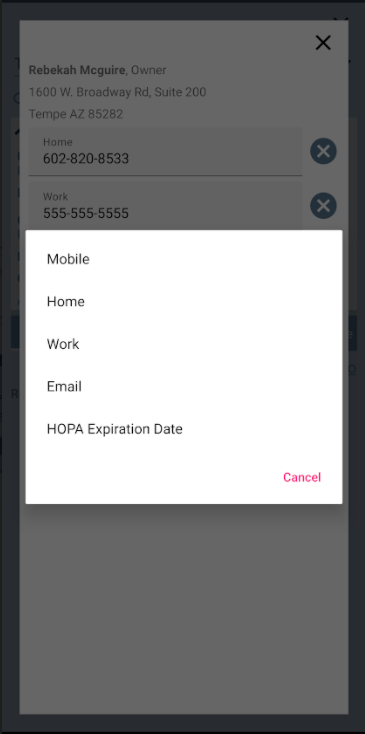 Rebekah Mcguire, Owner
1600 W. Broadway Rd, Suite 200
Tempe AZ 85282
Home
602-820-8533
Work
555-555-5555
Mobile
Home
Work
Email
HOPA Expiration Date
Cancel